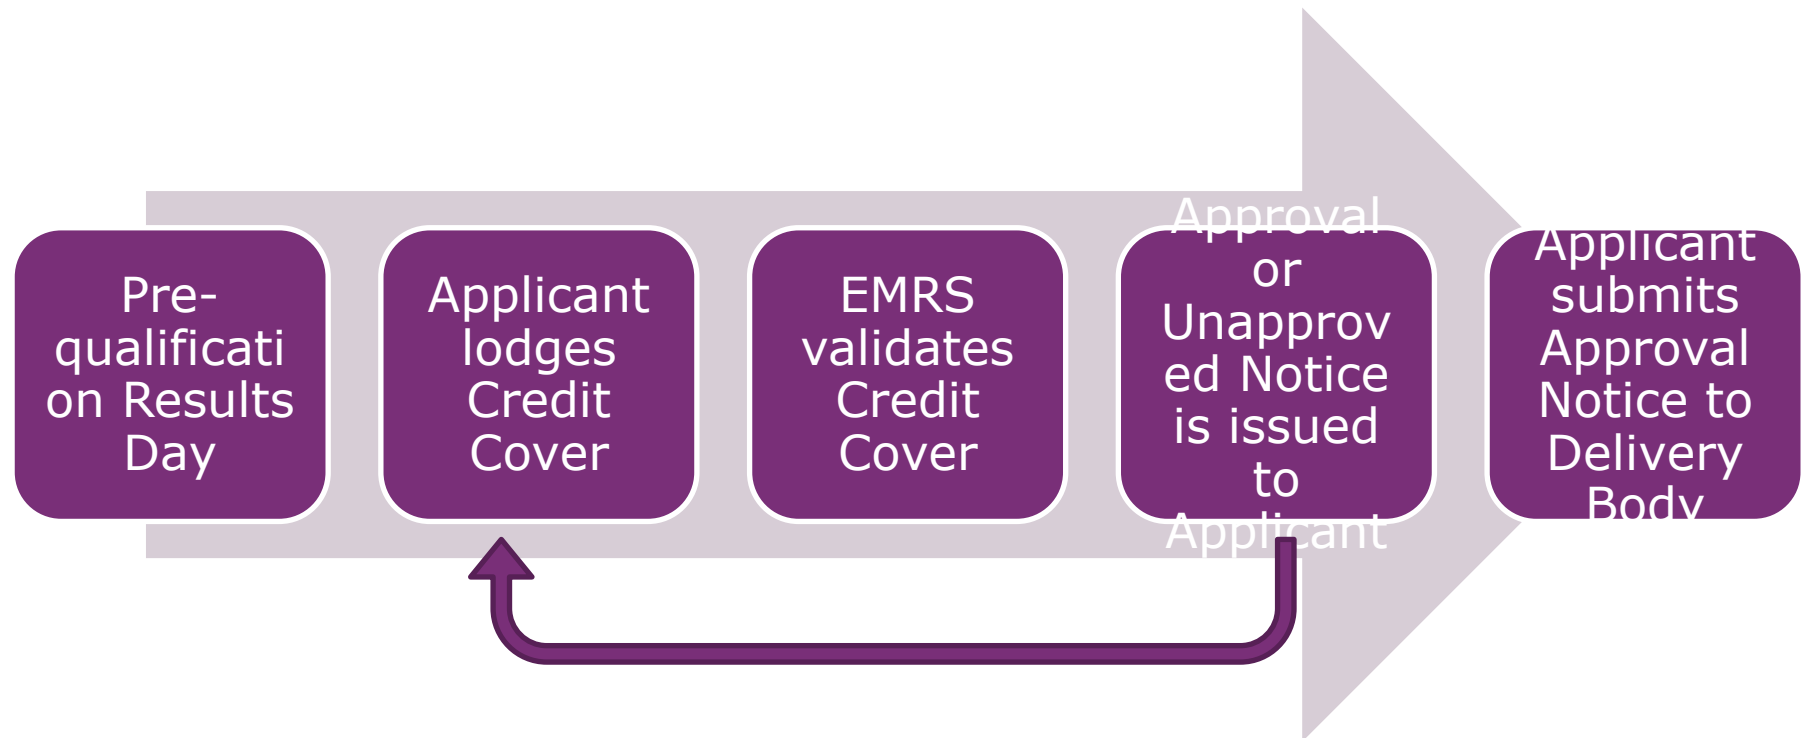 Pre-
qualificati
on Results
Day
Applicant
lodges
Credit
Cover
EMRS
validates
Credit
Cover
Approval
or
Unapprov
ed Notice
is issued
to
Applicant
Applicant
submits
Approval
Notice to
Delivery
Body